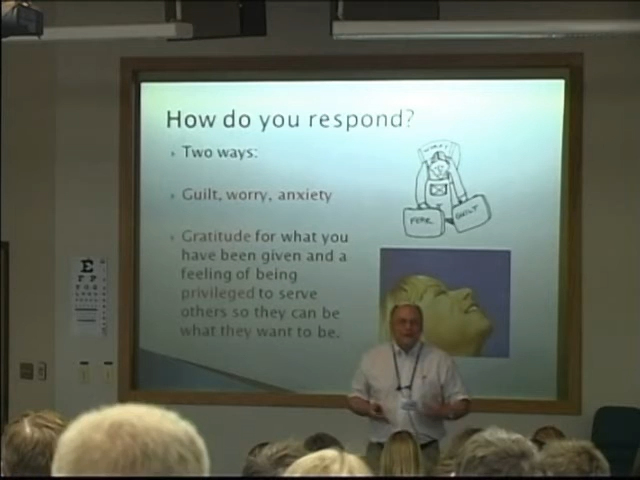 How do you respond?
Two ways:
Guilt, worry, anxiety
Gratitude for what you
have been given and a
feeling of being
privileged to serve
others so they can be
what they want to be.
FEAR
GUILT
E
F P